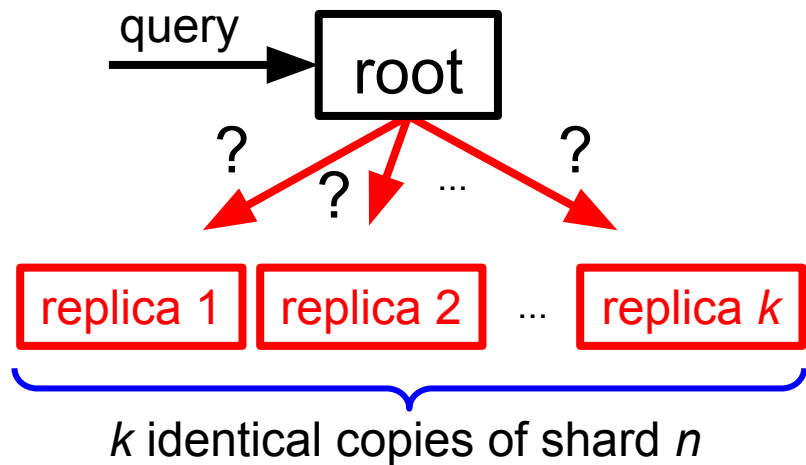 query
root
? ? ... ?
replica 1 replica 2 ... replica k
k identical copies of shard n